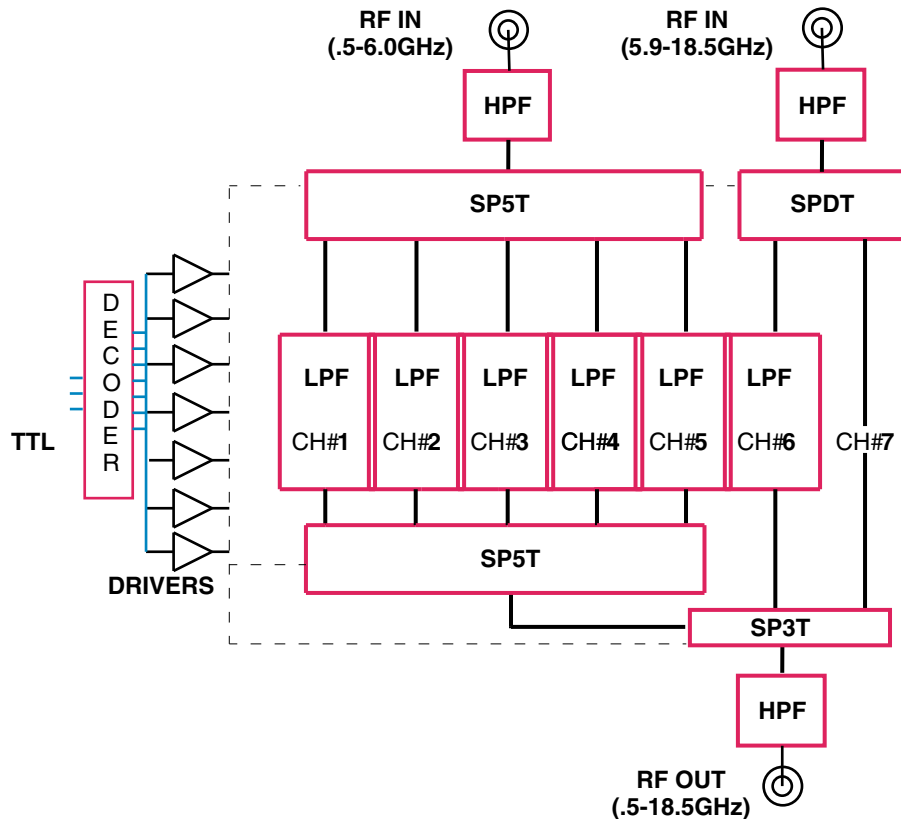 RF IN
(.5-6.0GHz)
RF IN
(5.9-18.5GHz)
HPF
HPF
SP5T
SPDT
DECODER
TTL
DRIVERS
LPF
CH#1
LPF
CH#2
LPF
CH#3
LPF
CH#4
LPF
CH#5
LPF
CH#6
CH#7
SP5T
SP3T
HPF
RF OUT
(.5-18.5GHz)